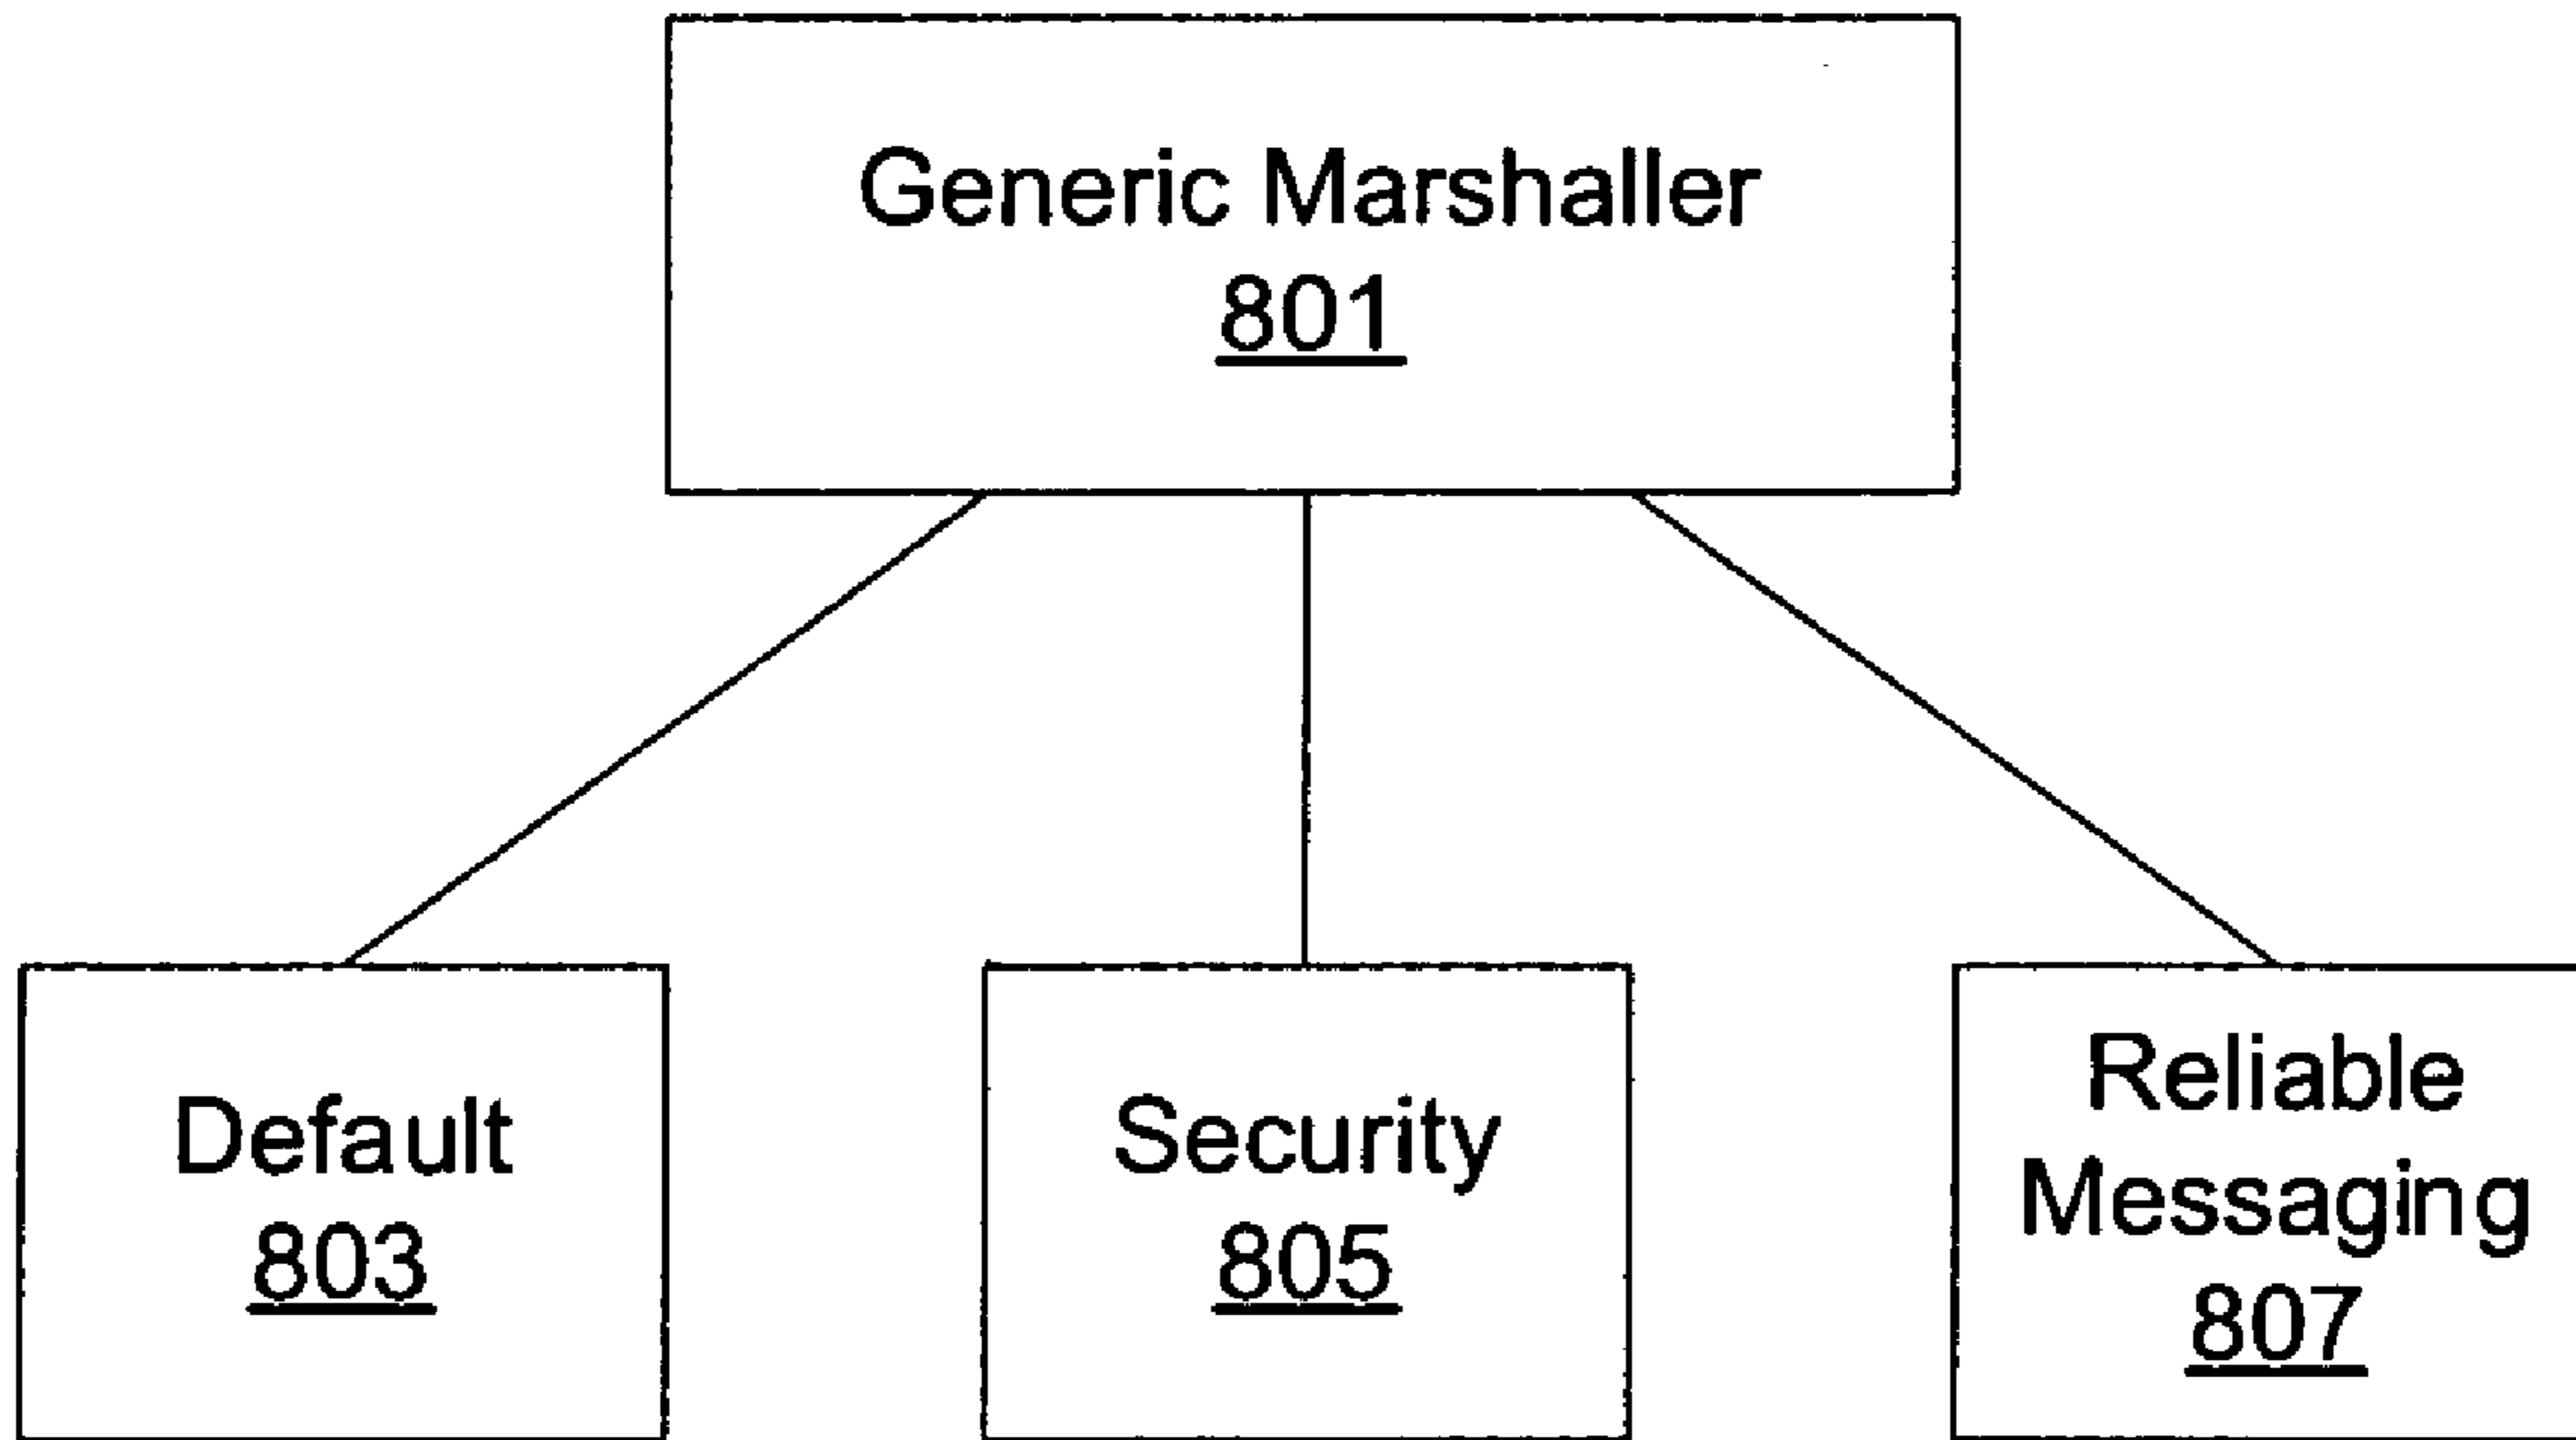 Generic Marshaller
801
Default
803
Security
805
Reliable
Messaging
807